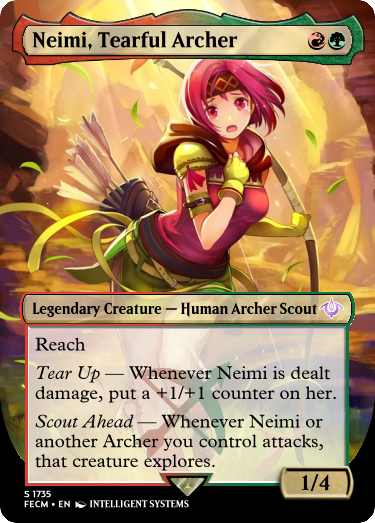 Neimi, Tearful Archer
Legendary Creature — Human Archer Scout
Reach
Tear Up — Whenever Neimi is dealt
damage, put a +1/+1 counter on her.
Scout Ahead — Whenever Neimi or
another Archer you control attacks,
that creature explores.
1/4
S 1735
FECM • EN INTELLIGENT SYSTEMS